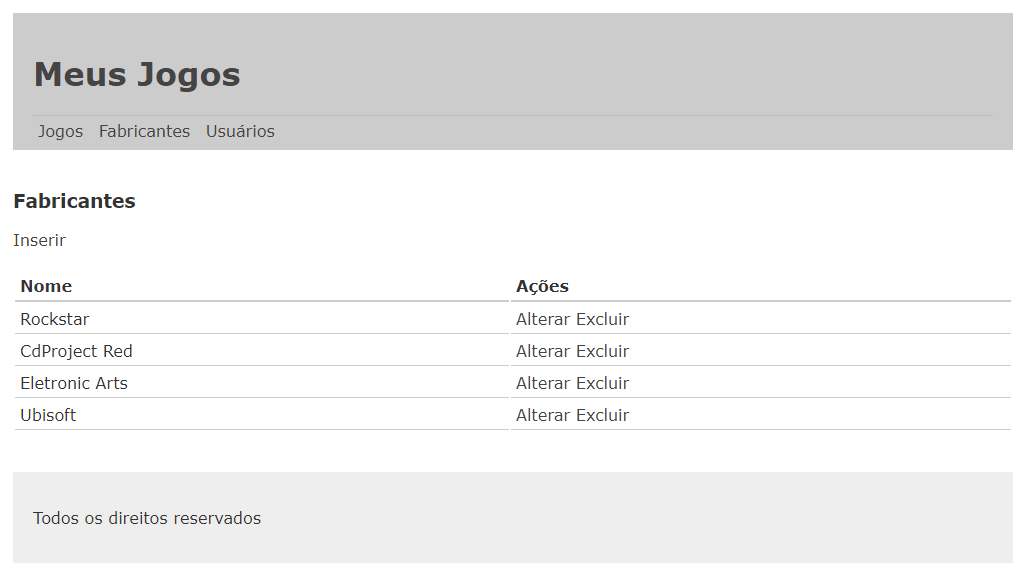 Meus Jogos
Jogos Fabricantes Usuários
Fabricantes
Inserir
Nome Ações
Rockstar Alterar Excluir
CdProject Red Alterar Excluir
Eletronic Arts Alterar Excluir
Ubisoft Alterar Excluir
Todos os direitos reservados